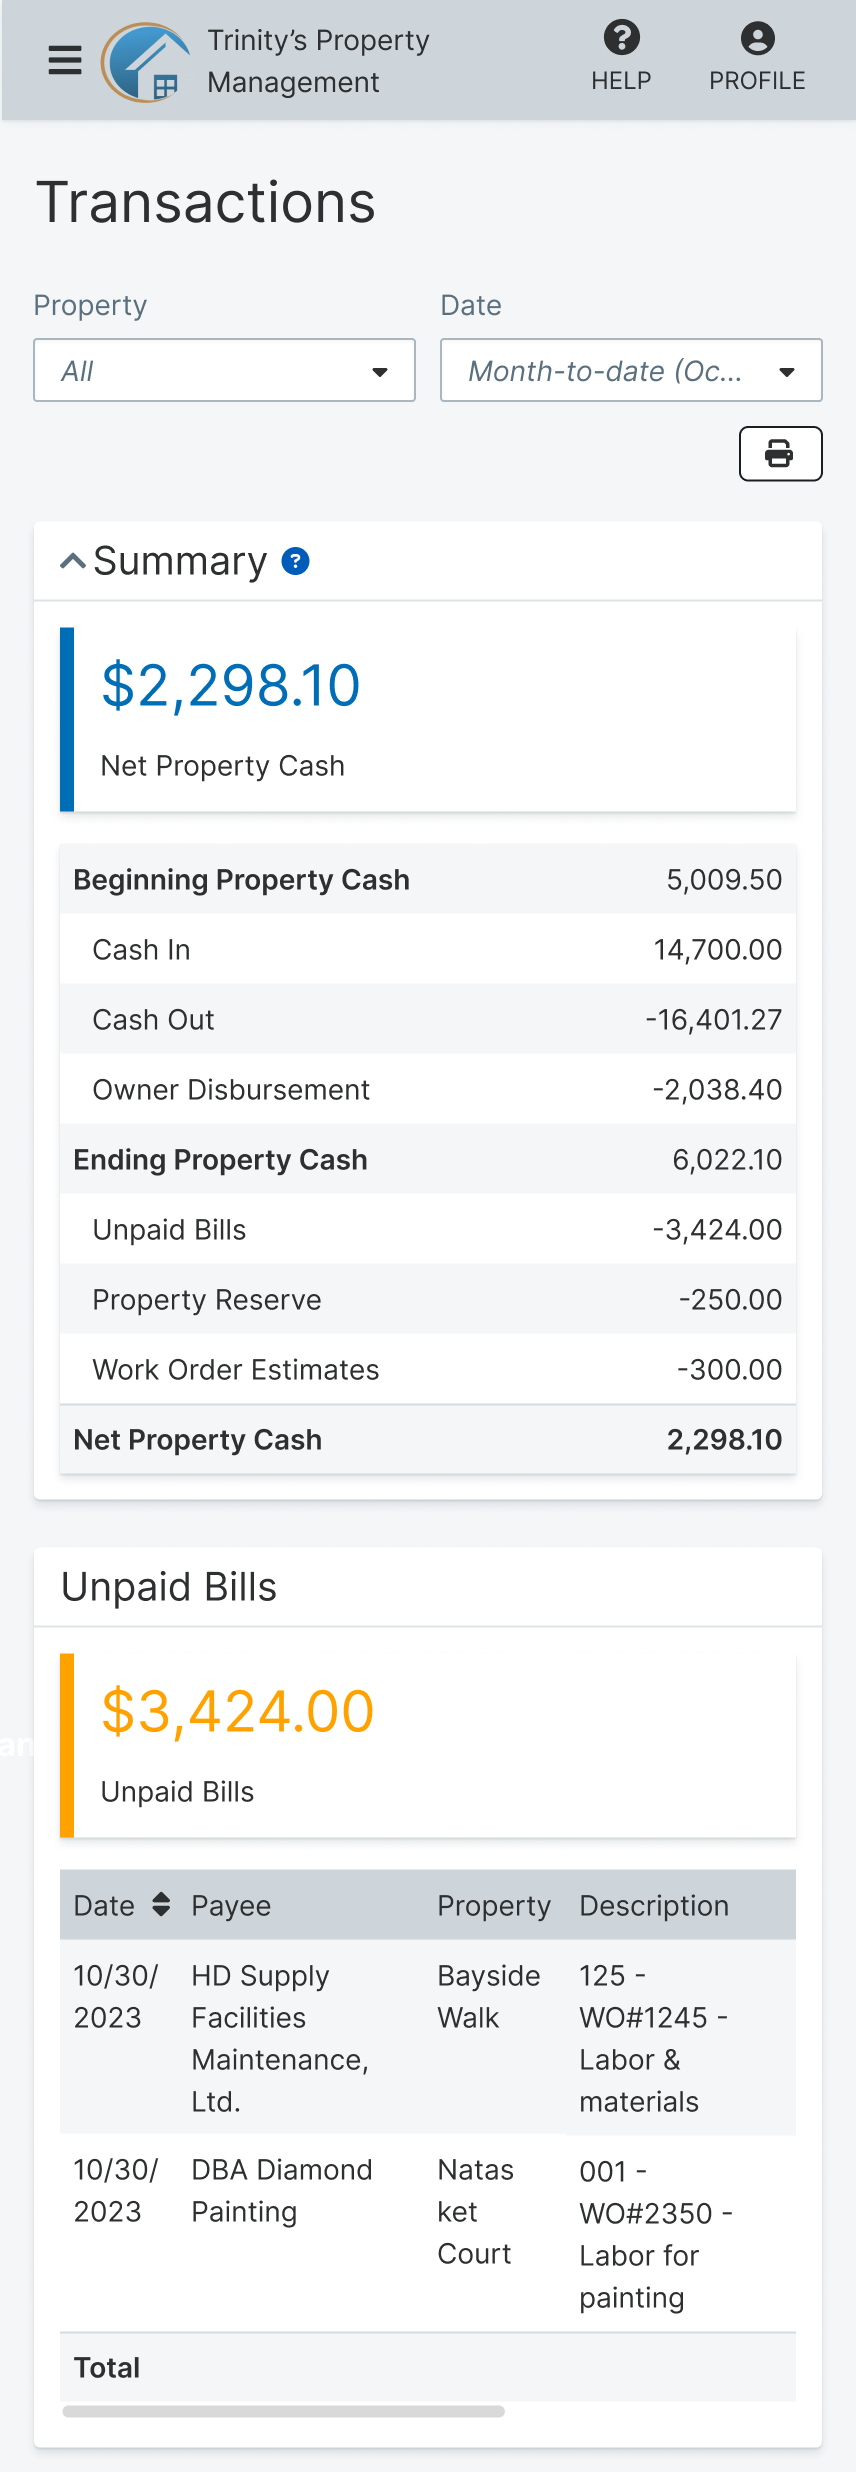 Trinity’s Property
Management
HELP
PROFILE
Transactions
Property
Date
All
Month-to-date (Oc...
Summary ?
$2,298.10
Net Property Cash
Beginning Property Cash 5,009.50
Cash In 14,700.00
Cash Out -16,401.27
Owner Disbursement -2,038.40
Ending Property Cash 6,022.10
Unpaid Bills -3,424.00
Property Reserve -250.00
Work Order Estimates -300.00
Net Property Cash 2,298.10
Unpaid Bills
$3,424.00
an
Unpaid Bills
Date Payee Property Description
10/30/ HD Supply Bayside 125 -
2023 Facilities Walk WO#1245 -
Maintenance, Labor &
Ltd. materials
10/30/ DBA Diamond Natas 001 -
2023 Painting ket WO#2350 -
Court Labor for
painting
Total